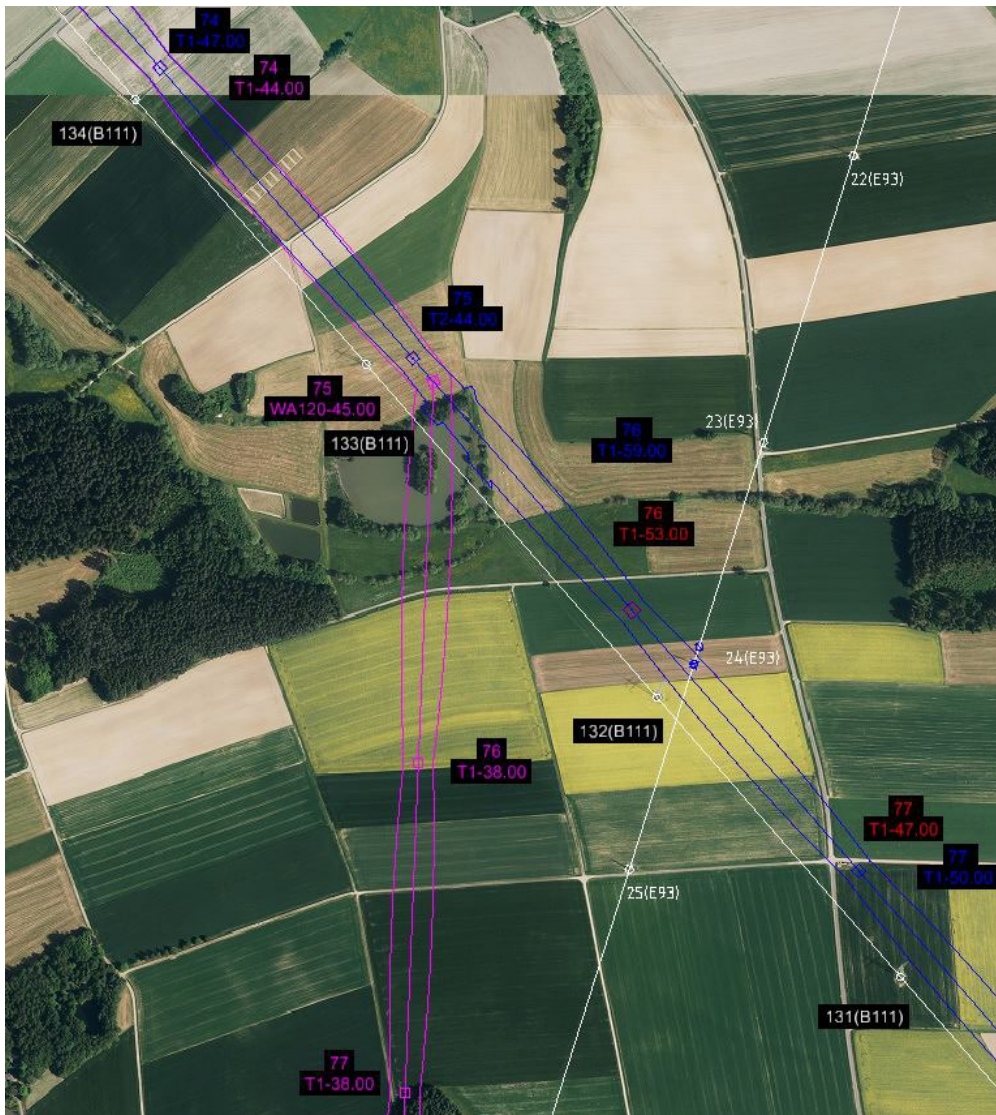 74
T1-47.00
74
T1-44.00
134(B111)
22(E93)
75
T2-44.00
75
WA120-45.00
133(B111)
23(E93)
76
T1-59.00
76
T1-53.00
24(E93)
132(B111)
76
T1-38.00
77
T1-47.00
77
T1-50.00
25(E93)
131(B111)
77
T1-38.00